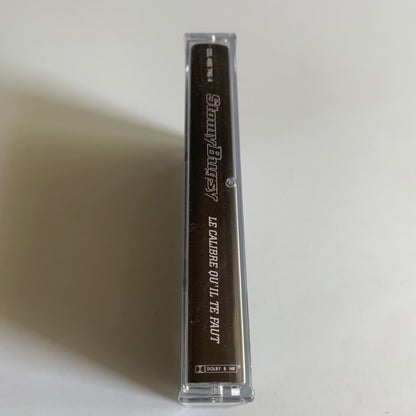 Stomy Bugsy
LE CALIBRE QU'IL TE FAUT
DOLBY B NR